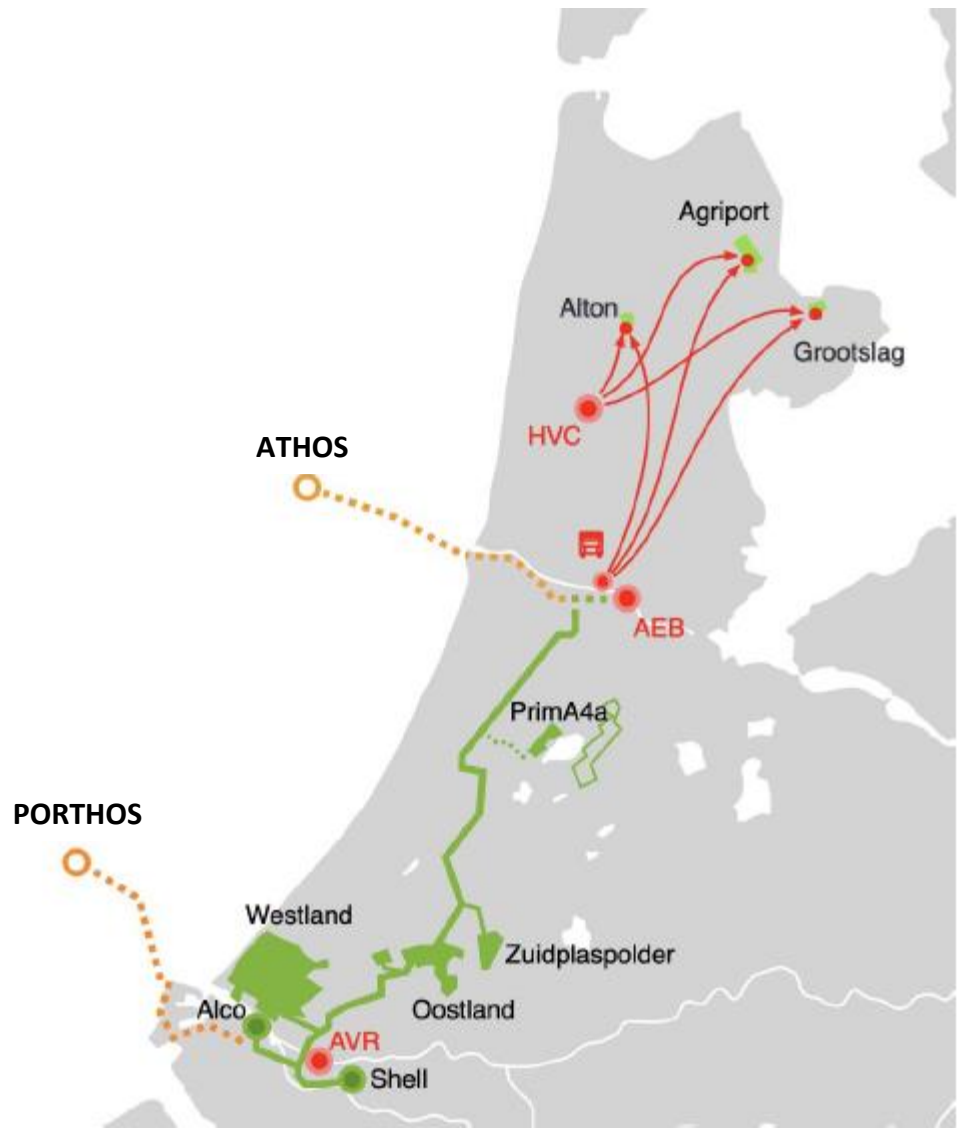 Agriport
Alton
Grootslag
HVC
ATHOS
AEB
PrimA4a
PORTHOS
Westland
Zuidplaspolder
Alco
Oostland
AVR
Shell